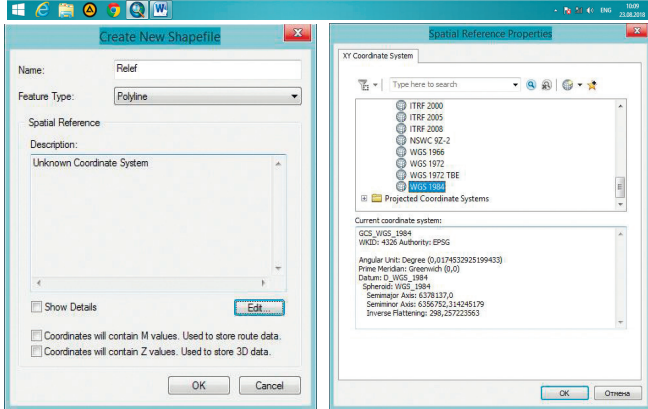 ENG
10:09
23.08.2018
Create New Shapefile
Name:
Relef
Feature Type:
Polyline
Spatial Reference
Description:
Unknown Coordinate System
Show Details
Edit...
Coordinates will contain M values. Used to store route data.
Coordinates will contain Z values. Used to store 3D data.
OK
Cancel
Spatial Reference Properties
XY Coordinate System
Type here to search
ITRF 2000
ITRF 2005
ITRF 2008
NSWC 9Z-2
WGS 1966
WGS 1972
WGS 1972 TBE
WGS 1984
Projected Coordinate Systems
Current coordinate system:
GCS_WGS_1984
WKID: 4326 Authority: EPSG
Angular Unit: Degree (0,0174532925199433)
Prime Meridian: Greenwich (0,0)
Datum: D_WGS_1984
Spheroid: WGS_1984
Semimajor Axis: 6378137,0
Semiminor Axis: 6356752,314245179
Inverse Flattening: 298,257223563
OK
Отмена